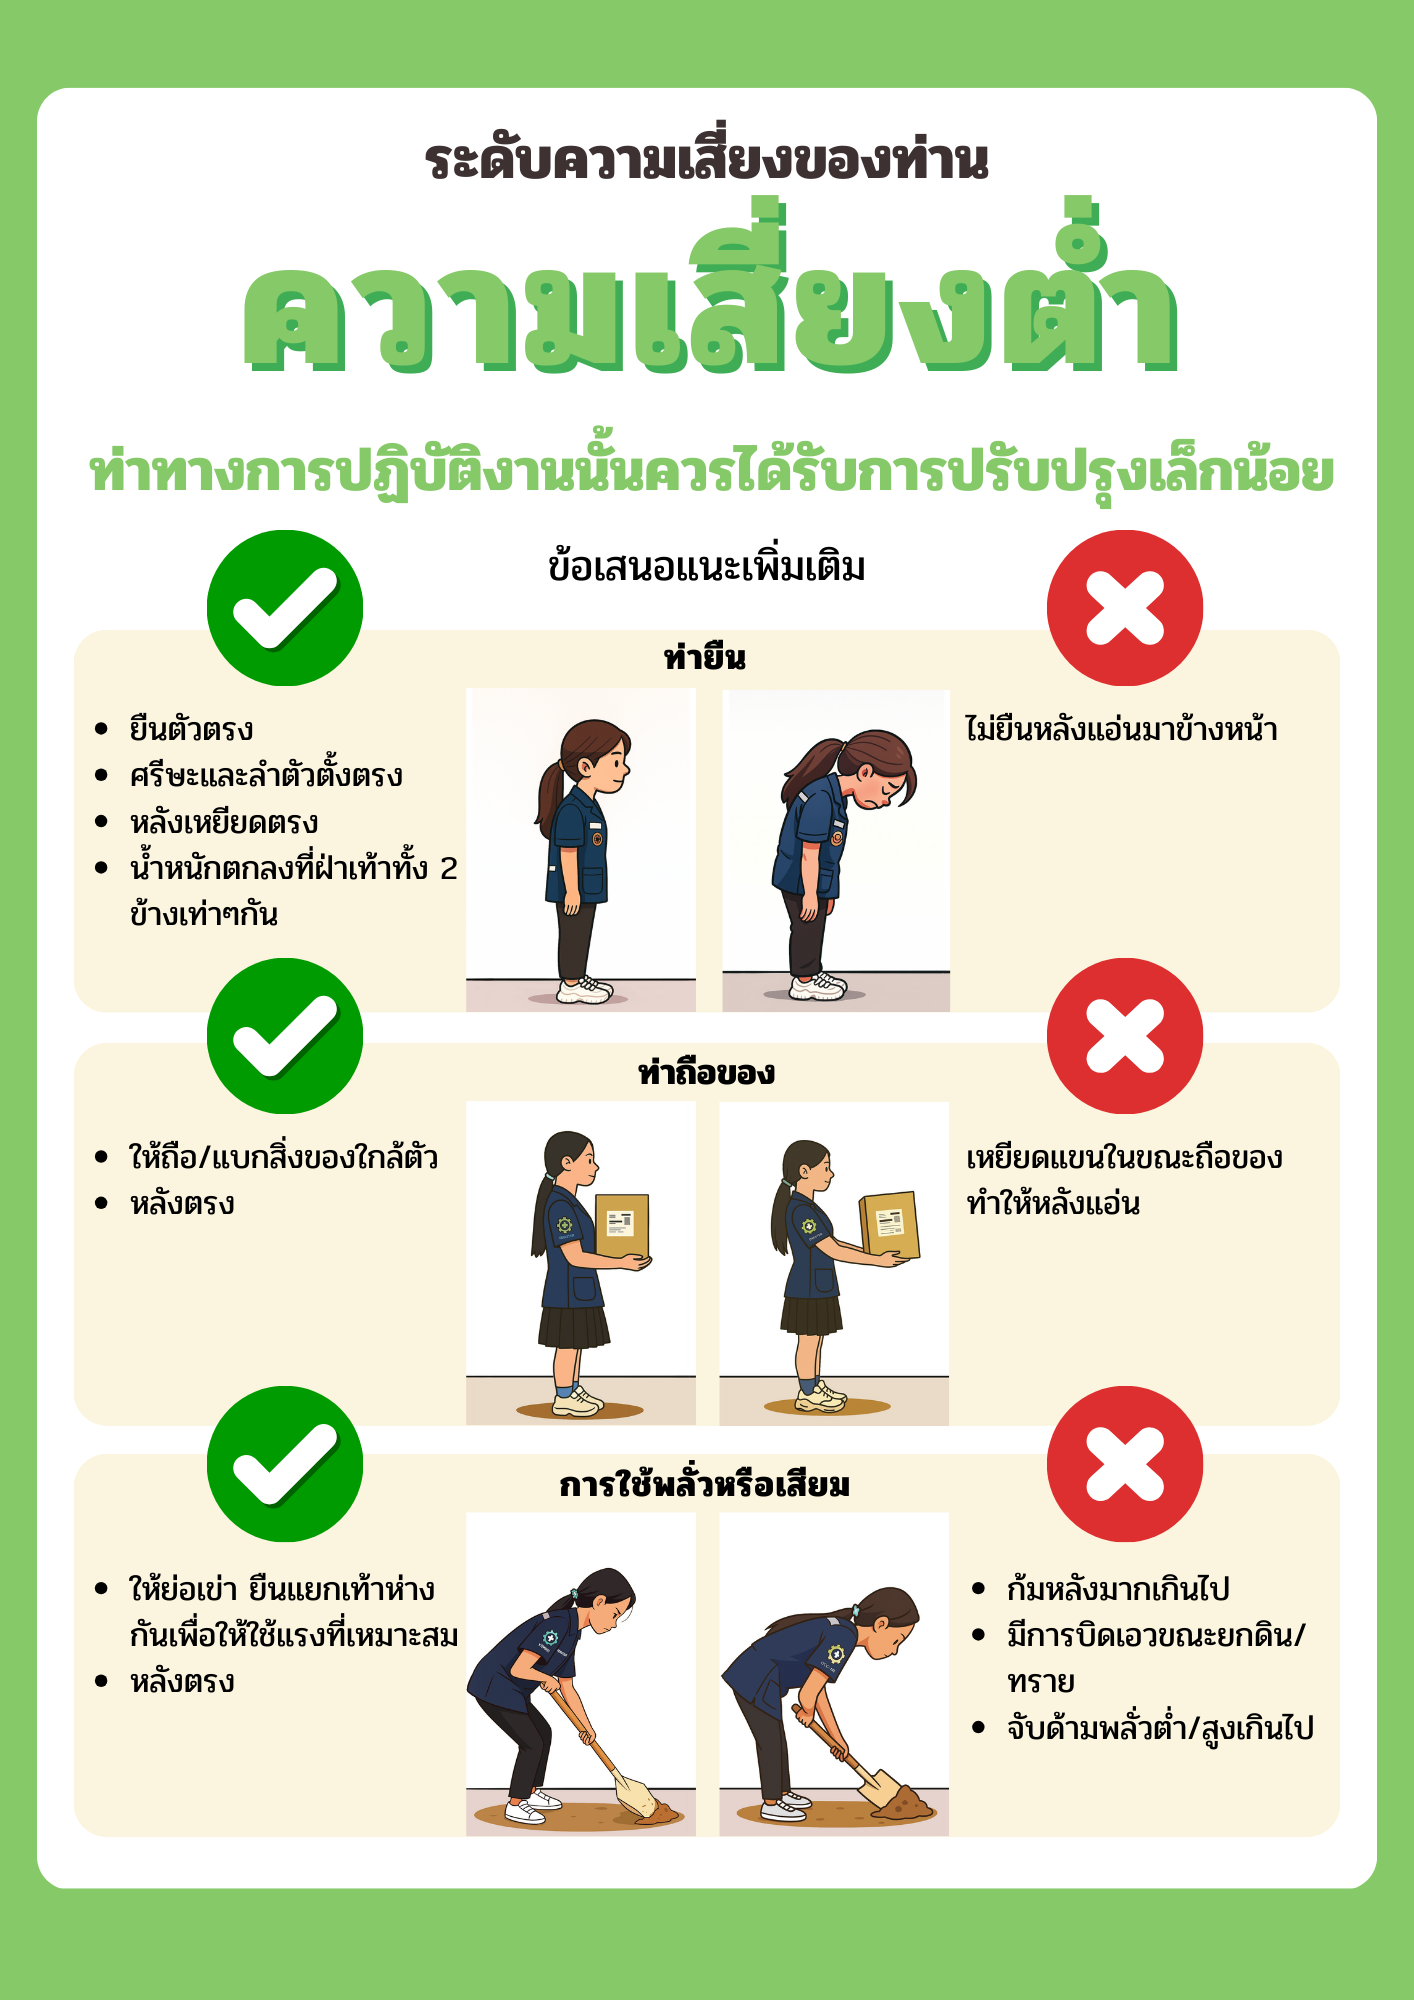 ระดับความเสี่ยงของท่าน
ความเสี่ยงต่ำ
ท่าทางการปฏิบัติงานนั้นควรได้รับการปรับปรุงเล็กน้อย
ข้อเสนอแนะเพิ่มเติม
ท่ายืน
• ยืนตัวตรง
• ศรีษะและลำตัวตั้งตรง
• หลังเหยียดตรง
• น้ำหนักตกลงที่ฝ่าเท้าทั้ง 2
ข้างเท่าๆกัน
ไม่ยืนหลังแอ่นมาข้างหน้า
ท่าถือของ
• ให้ถือ/แบกสิ่งของใกล้ตัว
• หลังตรง
เหยียดแขนในขณะถือของ
ทำให้หลังแอ่น
การใช้พลั่วหรือเสียม
• ให้ย่อเข่า ยืนแยกเท้าห่าง
กันเพื่อให้ใช้แรงที่เหมาะสม
• หลังตรง
• ก้มหลังมากเกินไป
• มีการบิดเอวขณะยกดิน/
ทราย
• จับด้ามพลั่วต่ำ/สูงเกินไป